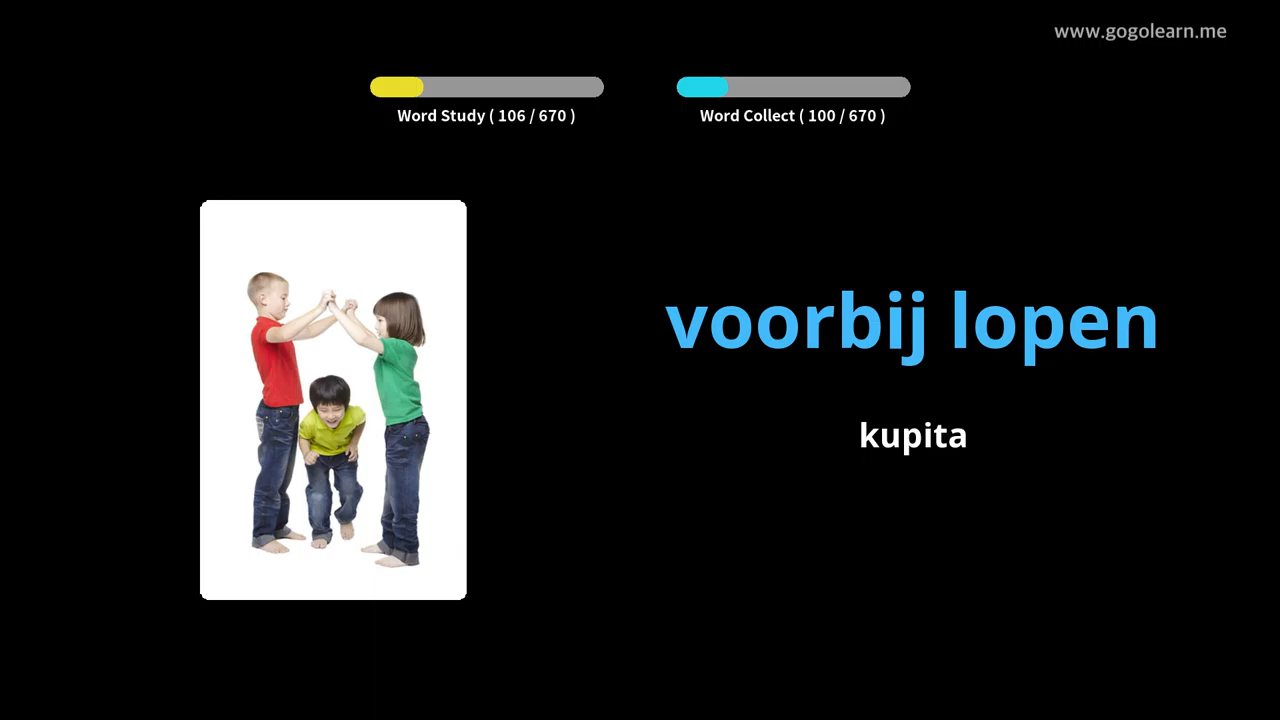 www.gogolearn.me
Word Study ( 106 / 670 )
Word Collect ( 100 / 670 )
voorbij lopen
kupita